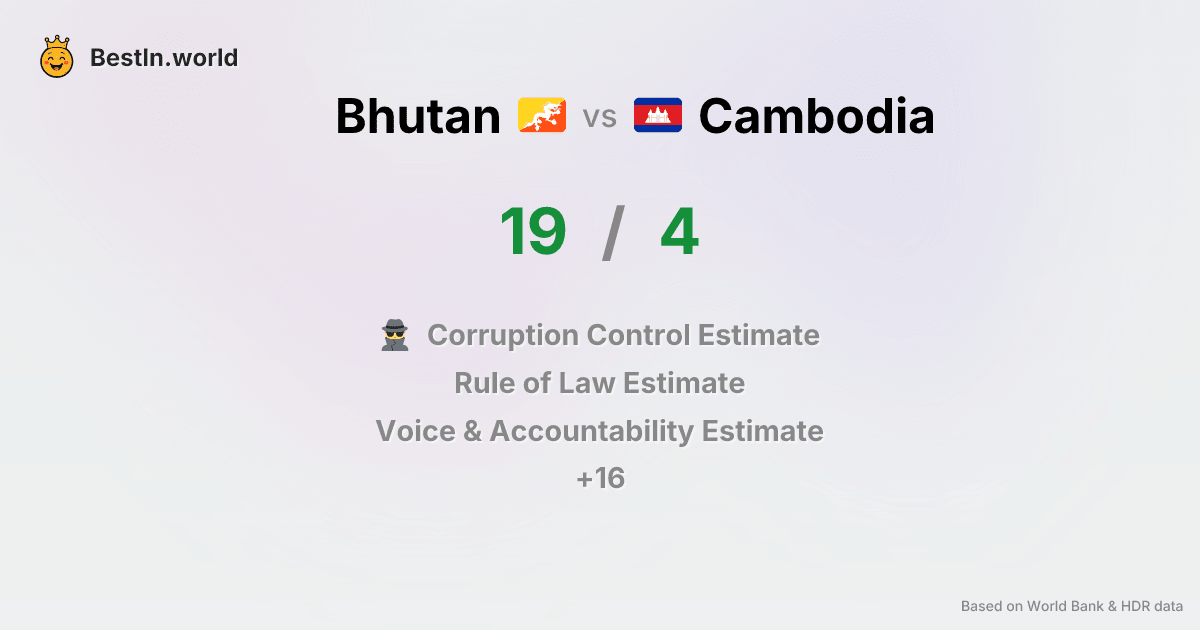 BestIn.world
Bhutan vs Cambodia
19 / 4
Corruption Control Estimate
Rule of Law Estimate
Voice & Accountability Estimate
+16
Based on World Bank & HDR data